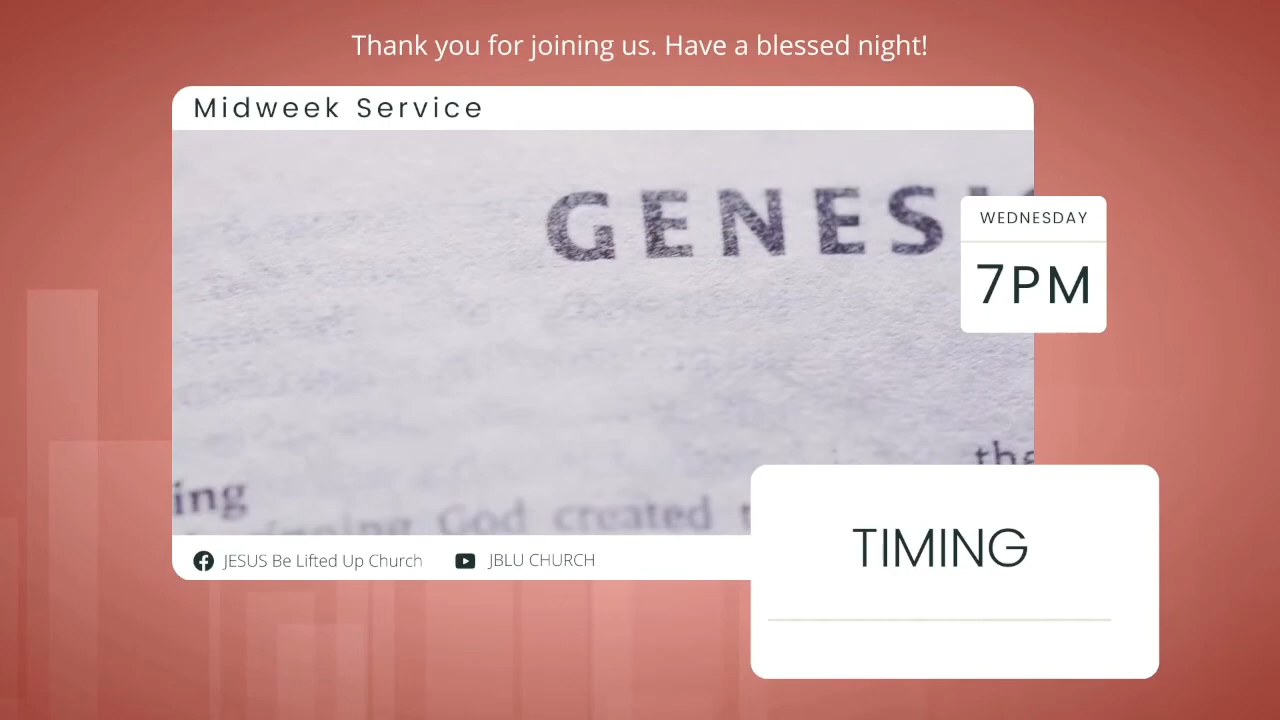 Thank you for joining us. Have a blessed night!
Midweek Service
GENESI
WEDNESDAY
7PM
the
ing
God created
TIMING
JESUS Be Lifted Up Church
JBLU CHURCH